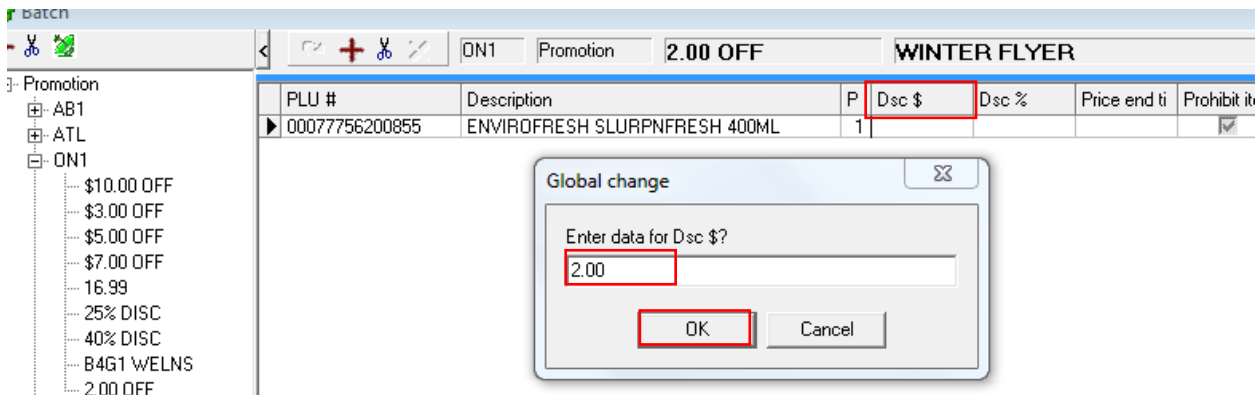 Batch
ON1 Promotion 2.00 OFF WINTER FLYER
Promotion
AB1
ATL
ON1
$10.00 OFF
$3.00 OFF
$5.00 OFF
$7.00 OFF
16.99
25% DISC
40% DISC
B4G1 WELNS
2.00 OFF
PLU # Description P Dsc $ Dsc % Price end ti Prohibit it
00077756200855 ENVIROFRESH SLURPNFRESH 400ML 1
Global change
Enter data for Dsc $?
2.00
OK Cancel